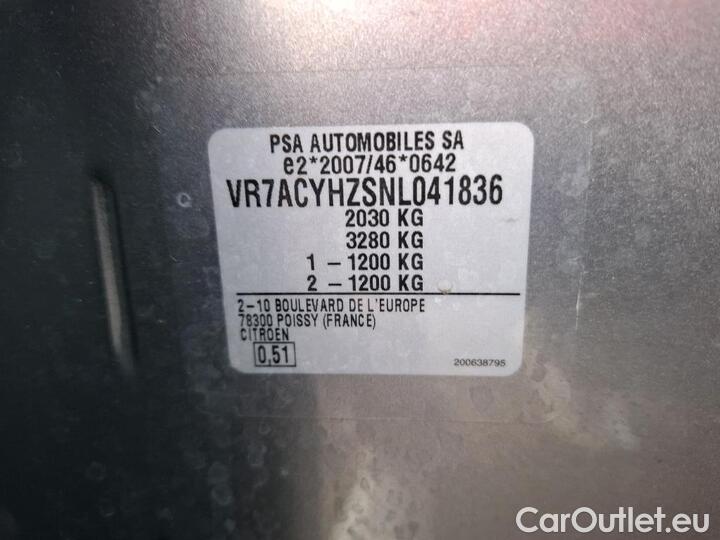 PSA AUTOMOBILES SA
e2*2007/46*0642
VR7ACYHZSNL041836
2030 KG
3280 KG
1 - 1200 KG
2 - 1200 KG
2-10 BOULEVARD DE L'EUROPE
78300 POISSY (FRANCE)
CITROEN
0,51
200638795
CarOutlet.eu